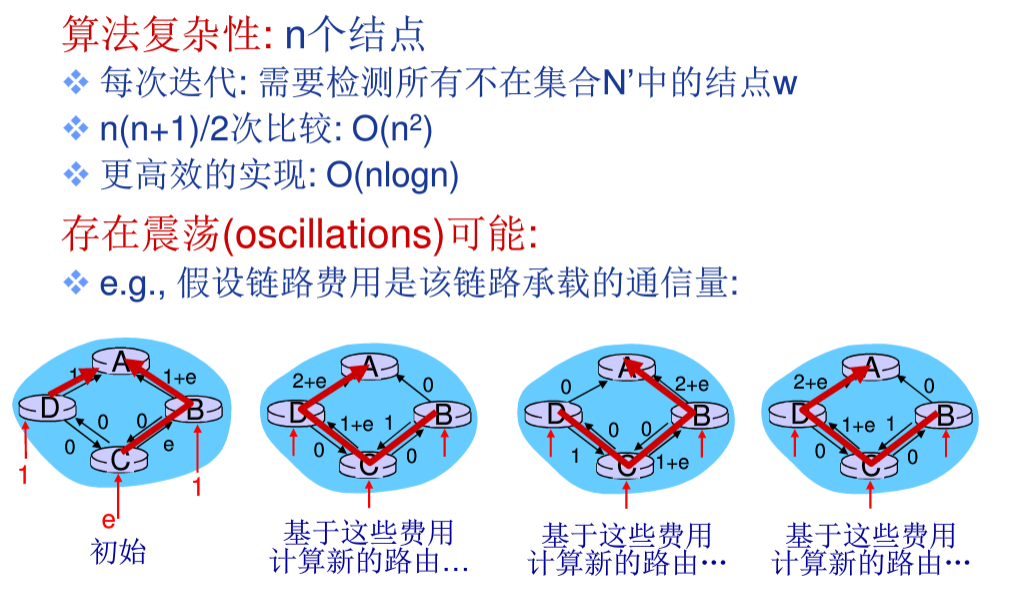 算法复杂性: n个结点
❖ 每次迭代: 需要检测所有不在集合N’中的结点w
❖ n(n+1)/2次比较: O(n²)
❖ 更高效的实现: O(nlogn)
存在震荡(oscillations)可能:
❖ e.g., 假设链路费用是该链路承载的通信量:
A
1
1+e
D
B
0
0
0
e
C
1
1
e
初始
A
2+e
0
D
B
1+e
1
0
0
C
基于这些费用
计算新的路由…
A
0
2+e
D
B
0
0
1
1+e
C
基于这些费用
计算新的路由…
A
2+e
0
D
B
1+e
1
0
0
C
基于这些费用
计算新的路由…